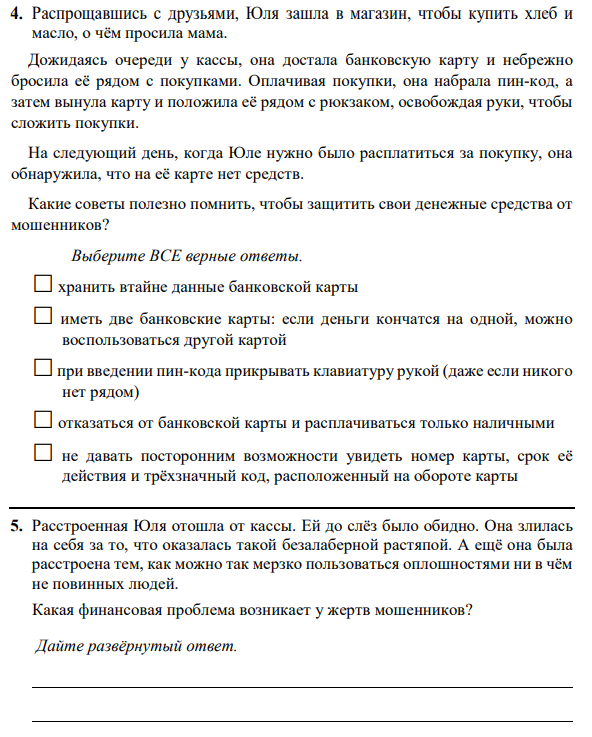 4. Распрощавшись с друзьями, Юля зашла в магазин, чтобы купить хлеб и
масло, о чём просила мама.
Дожидаясь очереди у кассы, она достала банковскую карту и небрежно
бросила её рядом с покупками. Оплачивая покупки, она набрала пин-код, а
затем вынула карту и положила её рядом с рюкзаком, освобождая руки, чтобы
сложить покупки.
На следующий день, когда Юле нужно было расплатиться за покупку, она
обнаружила, что на её карте нет средств.
Какие советы полезно помнить, чтобы защитить свои денежные средства от
мошенников?
Выберите ВСЕ верные ответы.
хранить втайне данные банковской карты
иметь две банковские карты: если деньги кончатся на одной, можно
воспользоваться другой картой
при введении пин-кода прикрывать клавиатуру рукой (даже если никого
нет рядом)
отказаться от банковской карты и расплачиваться только наличными
не давать посторонним возможности увидеть номер карты, срок её
действия и трёхзначный код, расположенный на обороте карты
5. Расстроенная Юля отошла от кассы. Ей до слёз было обидно. Она злилась
на себя за то, что оказалась такой безалаберной растяпой. А ещё она была
расстроена тем, как можно так мерзко пользоваться оплошностями ни в чём
не повинных людей.
Какая финансовая проблема возникает у жертв мошенников?
Дайте развёрнутый ответ.